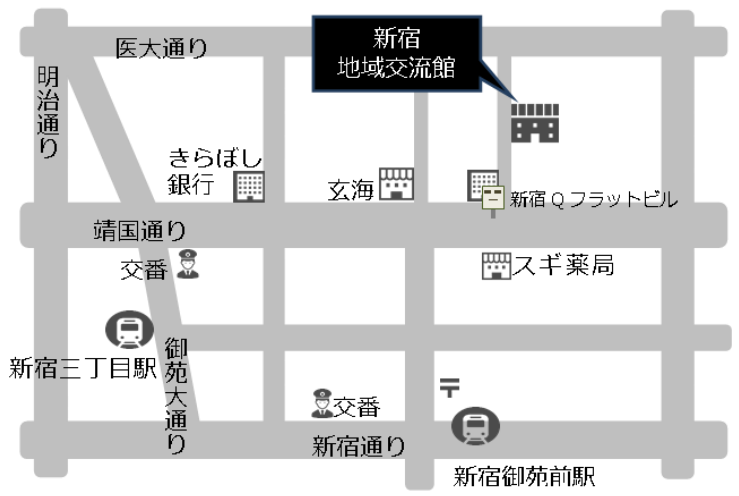 新宿
地域交流館
医大通り
明治通り
きらぼし
銀行
玄海
新宿Qフラットビル
靖国通り
交番
スギ薬局
新宿三丁目駅
御苑大通り
交番
〒
新宿通り
新宿御苑前駅